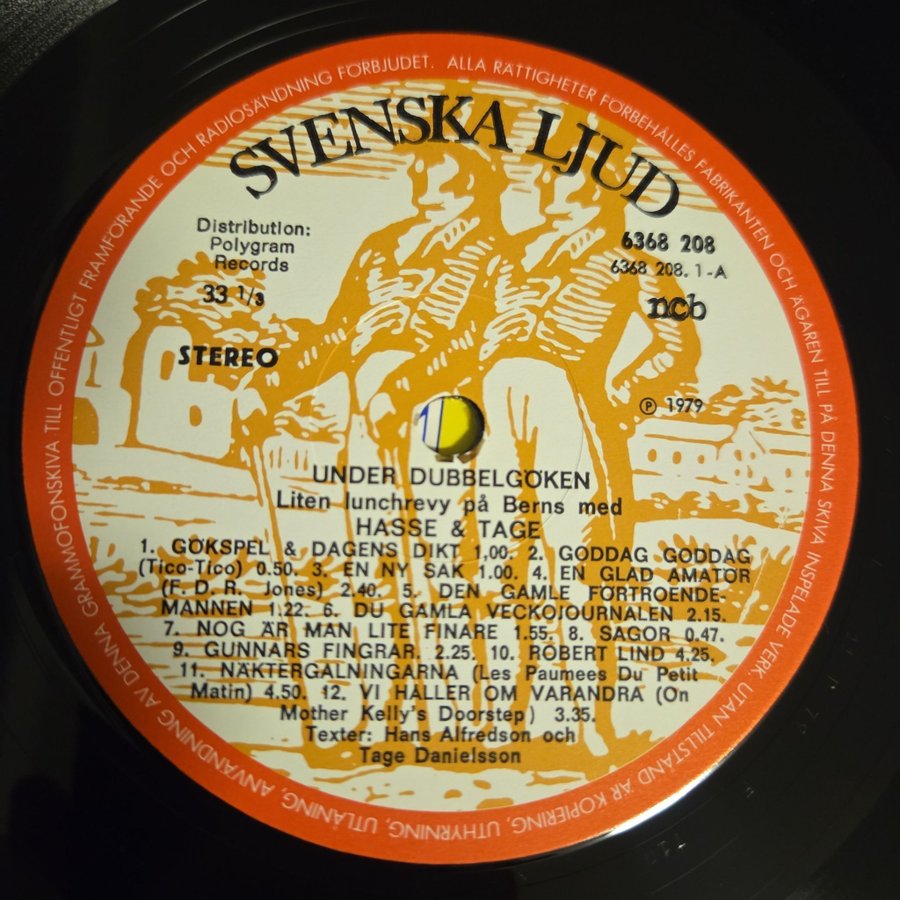 SVENSKA LJUD
Distribution:
Polygram
Records
33 1/3
STEREO
6368 208
6368 208. 1-A
ncb
Ⓟ 1979
UNDER DUBBELGÖKEN
Liten lunchrevy på Berns med
HASSE & TAGE
1. GÖKSPEL & DAGENS DIKT 1.00. 2. GODDAG GODDAG
(Tico-Tico) 0.50. 3. EN NY SAK 1.00. 4. EN GLAD AMATÖR
(F. D. R. Jones) 2.40. 5. DEN GAMLE FÖRTROENDE-
MANNEN 1.22. 6. DU GAMLA VECKOJOURNALEN 2.15.
7. NOG ÄR MAN LITE FINARE 1.55. 8. SAGOR 0.47.
9. GUNNARS FINGRAR. 2.25. 10. ROBERT LIND 4.25.
11. NÄKTERGALNINGARNA (Les Paumees Du Petit
Matin) 4.50. 12. VI HÅLLER OM VARANDRA (On
Mother Kelly's Doorstep) 3.35.
Texter: Hans Alfredson och
Tage Danielsson
ALLA RÄTTIGHETER FÖRBEHÅLLES FABRIKANTEN OCH ÄGAREN TILL PÅ DENNA SKIVA INSPELADE VERK. UTAN TILLSTÅND ÄR KOPIERING, UTHYRNING, UTLÅNING, ANVÄNDNING AV DENNA GRAMMOFONSKIVA TILL OFFENTLIGT FRAMFÖRANDE OCH RADIOSÄNDNING FÖRBJUDET.